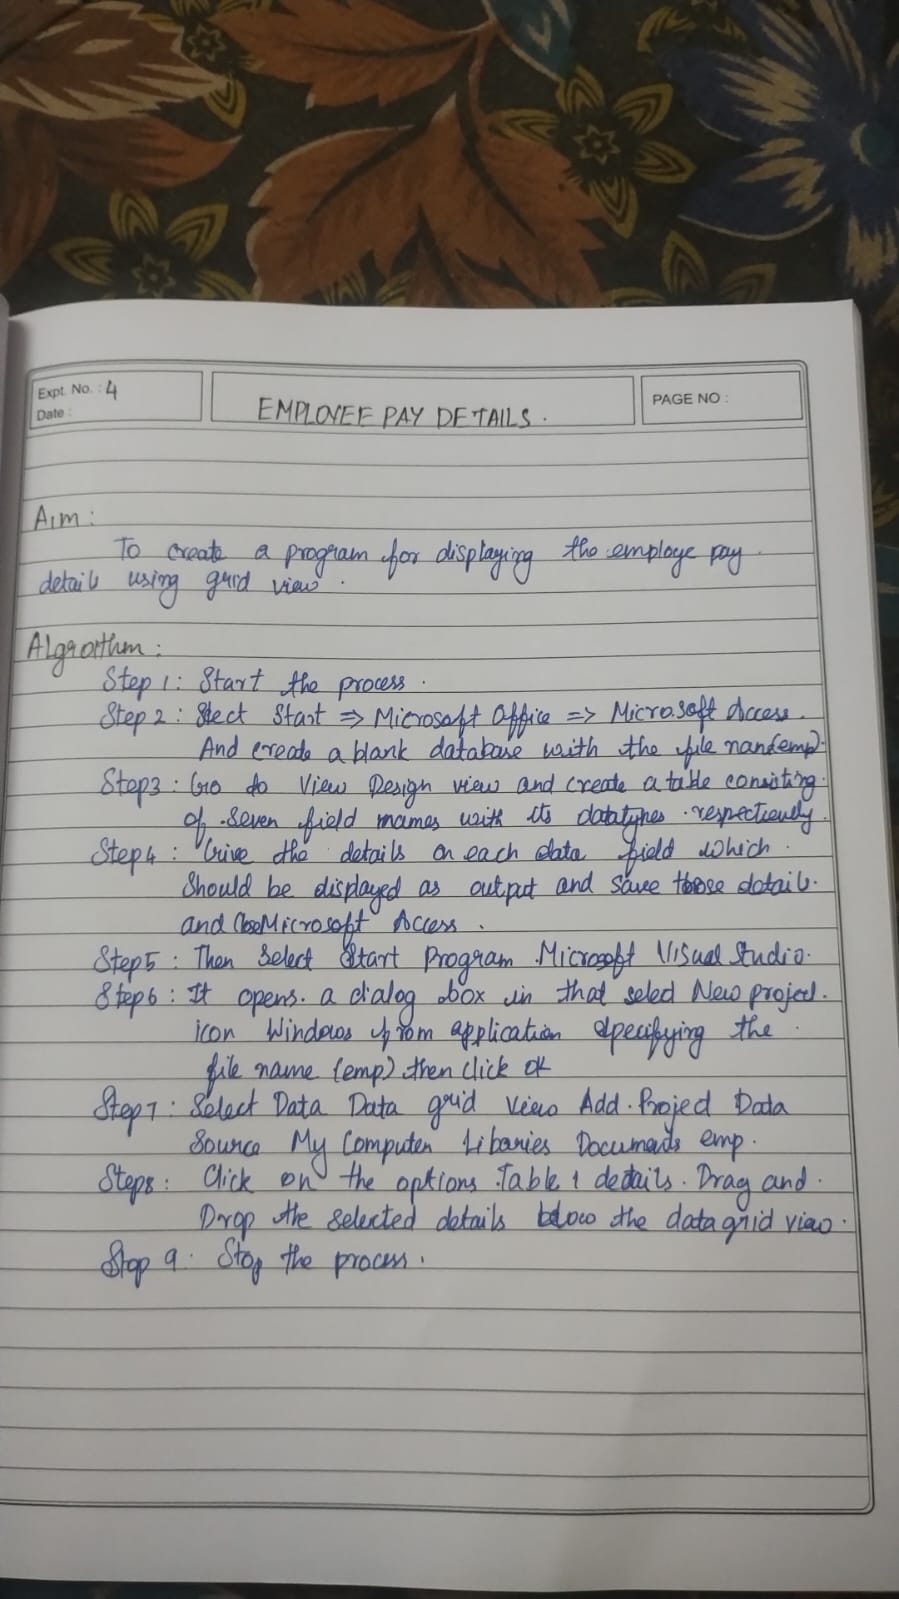 Expt. No. : 4
Date :
EMPLOYEE PAY DETAILS.
PAGE NO :
Aim :
To create a program for displaying the employe pay
detail using grid view.
Algorothm :
Step 1 : Start the process.
Step 2 : Slect Start => Microsoft Office => Microsoft Access.
And create a blank database with the file nam(emp).
Step3 : Go to View Design view and create a table consisting
of seven field names with its datatypes respectively.
Step4 : Give the details on each data field which
should be displayed as output and save those details.
and Close Microsoft Access.
Step5 : Then Select Start Program Microsoft Visual Studio.
Step6 : It opens a dialog box in that select New project.
icon Windows from application specifying the
file name (emp) then click ok
Step7 : Select Data Data grid view Add Project Data
Source My Computer Libaries Documents emp.
Step8 : Click on the options Table 1 details. Drag and
Drop the selected details below the data grid view.
Step 9 : Stop the process.